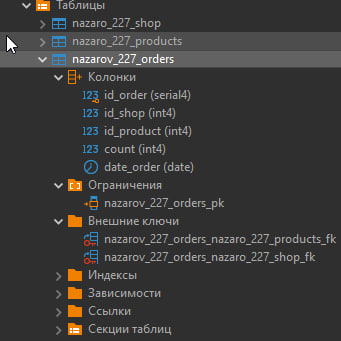 Таблицы
nazaro_227_shop
nazaro_227_products
nazarov_227_orders
Колонки
123 id_order (serial4)
123 id_shop (int4)
123 id_product (int4)
123 count (int4)
date_order (date)
Ограничения
nazarov_227_orders_pk
Внешние ключи
nazarov_227_orders_nazaro_227_products_fk
nazarov_227_orders_nazaro_227_shop_fk
Индексы
Зависимости
Ссылки
Секции таблиц